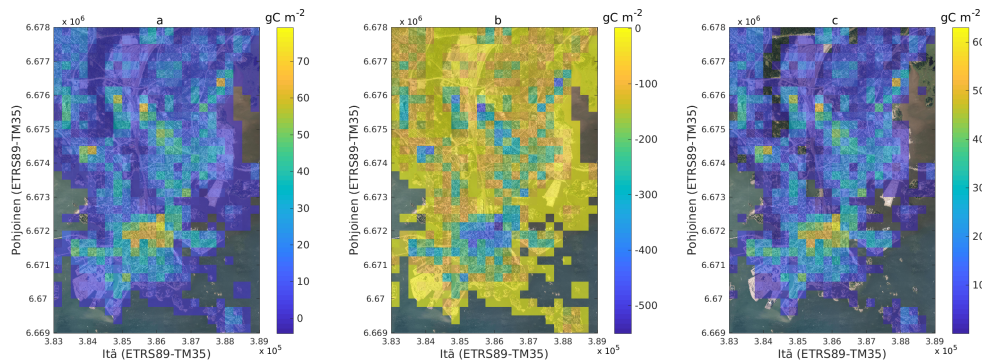 a
gC m-2
x 10⁶
6.678
6.677
6.676
6.675
6.674
6.673
6.672
6.671
6.67
6.669
Pohjoinen (ETRS89-TM35)
3.83 3.84 3.85 3.86 3.87 3.88 3.89
x 10⁵
Itä (ETRS89-TM35)
70
60
50
40
30
20
10
0
b
gC m-2
x 10⁶
6.678
6.677
6.676
6.675
6.674
6.673
6.672
6.671
6.67
6.669
Pohjoinen (ETRS89-TM35)
3.83 3.84 3.85 3.86 3.87 3.88 3.89
x 10⁵
Itä (ETRS89-TM35)
0
-100
-200
-300
-400
-500
c
gC m-2
x 10⁶
6.678
6.677
6.676
6.675
6.674
6.673
6.672
6.671
6.67
6.669
Pohjoinen (ETRS89-TM35)
3.83 3.84 3.85 3.86 3.87 3.88 3.89
x 10⁵
Itä (ETRS89-TM35)
50
40
30
20
10